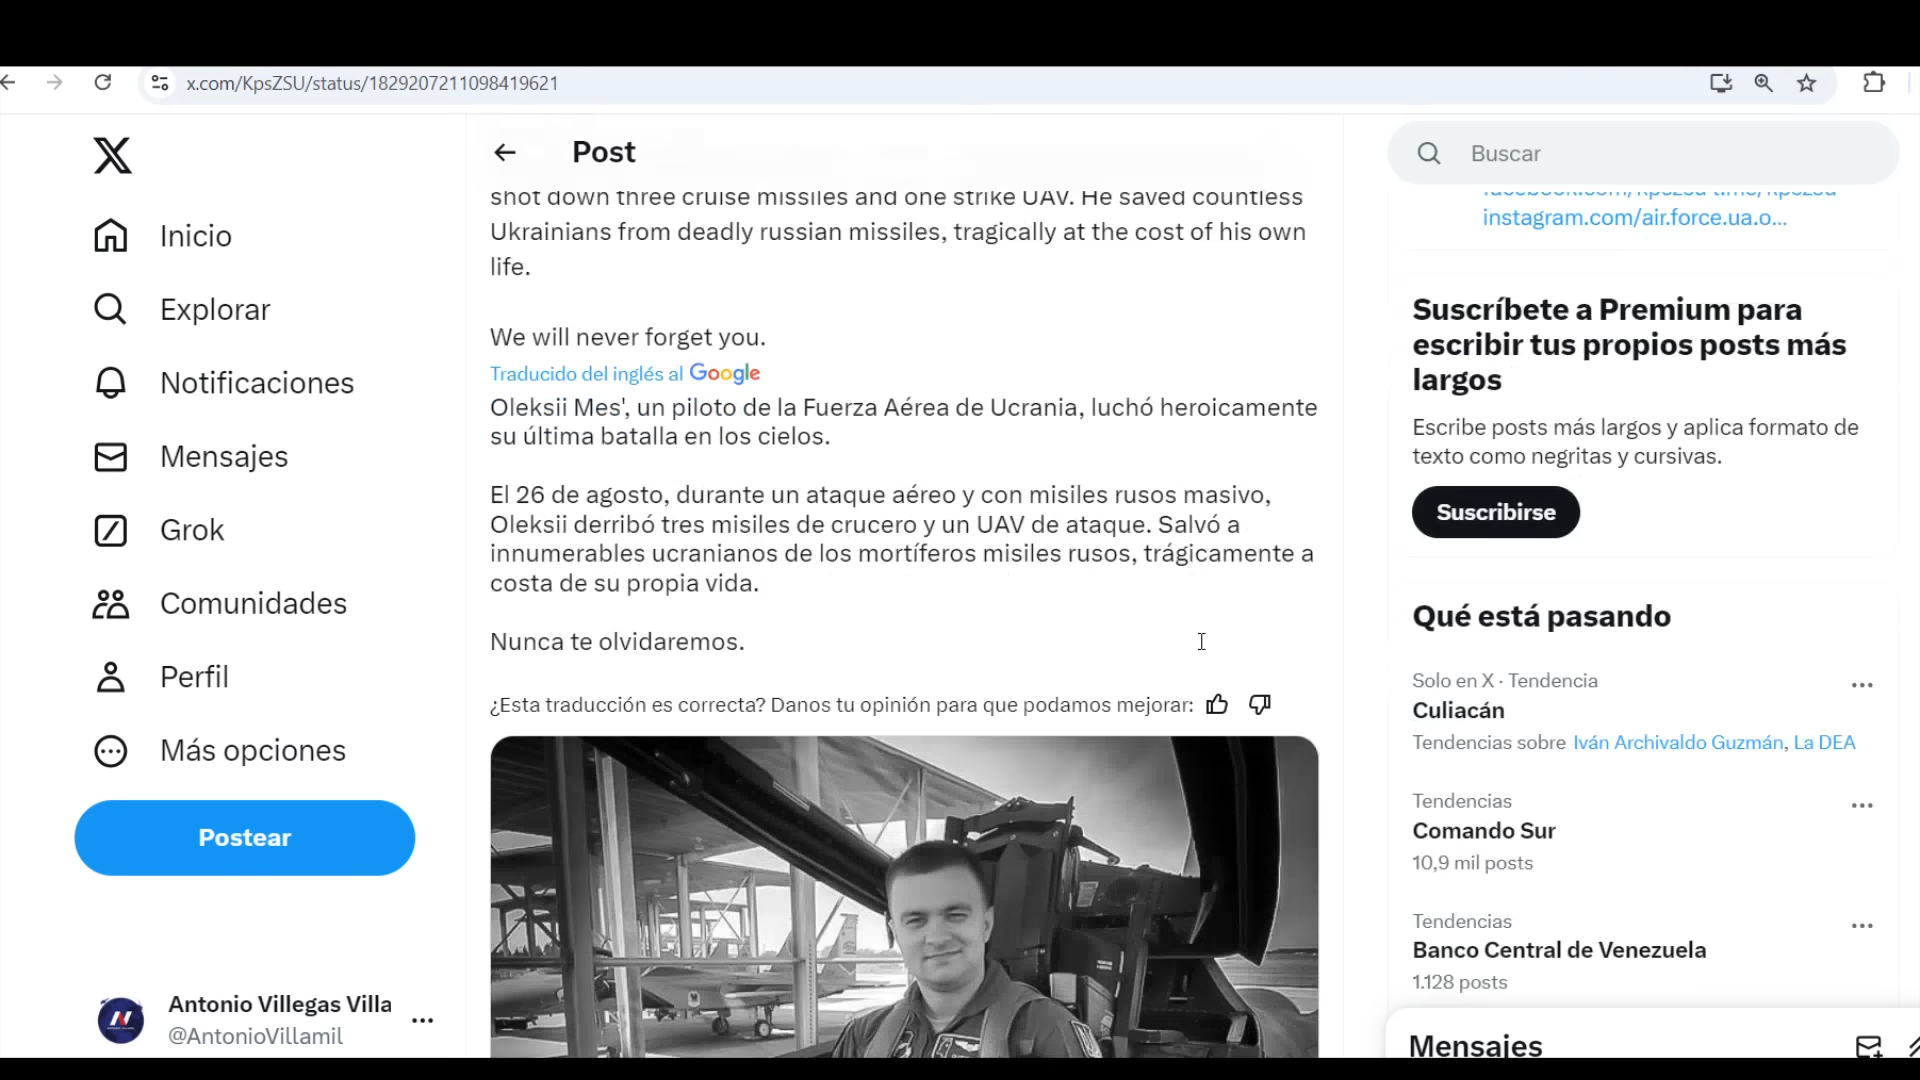 x.com/KpsZSU/status/1829207211098419621
Inicio
Explorar
Notificaciones
Mensajes
Grok
Comunidades
Perfil
Más opciones
Postear
Antonio Villegas Villa
@AntonioVillamil
Post
shot down three cruise missiles and one strike UAV. He saved countless
Ukrainians from deadly russian missiles, tragically at the cost of his own
life.
We will never forget you.
Traducido del inglés al Google
Oleksii Mes', un piloto de la Fuerza Aérea de Ucrania, luchó heroicamente
su última batalla en los cielos.
El 26 de agosto, durante un ataque aéreo y con misiles rusos masivo,
Oleksii derribó tres misiles de crucero y un UAV de ataque. Salvó a
innumerables ucranianos de los mortíferos misiles rusos, trágicamente a
costa de su propia vida.
Nunca te olvidaremos.
¿Esta traducción es correcta? Danos tu opinión para que podamos mejorar:
Buscar
instagram.com/air.force.ua.o...
Suscríbete a Premium para
escribir tus propios posts más
largos
Escribe posts más largos y aplica formato de
texto como negritas y cursivas.
Suscribirse
Qué está pasando
Solo en X · Tendencia
Culiacán
Tendencias sobre Iván Archivaldo Guzmán, La DEA
Tendencias
Comando Sur
10,9 mil posts
Tendencias
Banco Central de Venezuela
1.128 posts
Mensajes